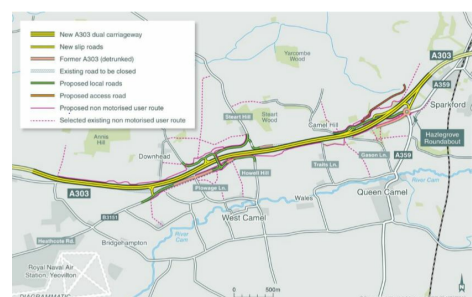 New A303 dual carriageway
New slip roads
Former A303 (detrunked)
Existing road to be closed
Proposed local roads
Proposed access road
Proposed non motorised user route
Selected existing non motorised user route
Yarcombe
Wood
A303
A359
Sparkford
Steart Hill
Steart
Wood
Camel Hill
Hazlegrove
Roundabout
Annis
Hill
Downhead
Gason Ln.
A359
Howell Hill
Traits Ln.
Plowage Ln.
River Cam
A303
Wales
Queen Camel
B3151
West Camel
River
Cam
Heathcote Rd.
Bridgehampton
Royal Naval Air
Station: Yeovilton
0 500m
N
DIAGRAMMATIC